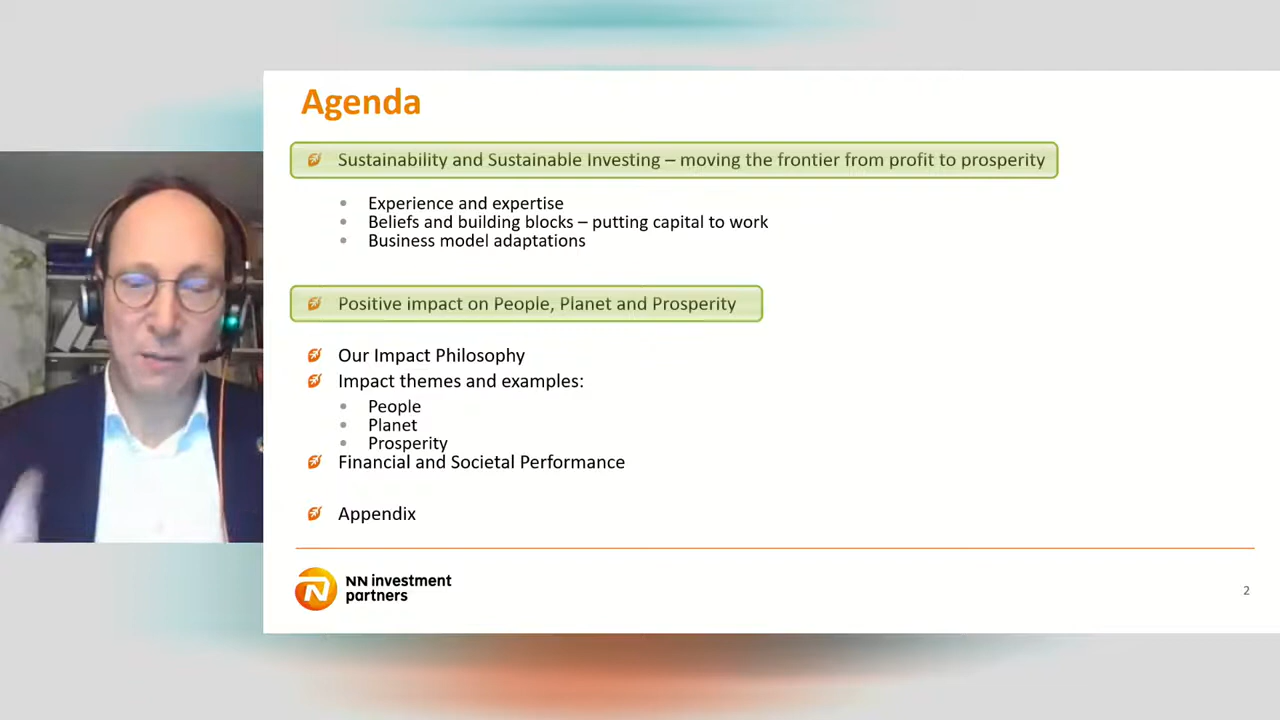 Agenda
Sustainability and Sustainable Investing – moving the frontier from profit to prosperity
Experience and expertise
Beliefs and building blocks – putting capital to work
Business model adaptations
Positive impact on People, Planet and Prosperity
Our Impact Philosophy
Impact themes and examples:
People
Planet
Prosperity
Financial and Societal Performance
Appendix
NN investment
partners
2